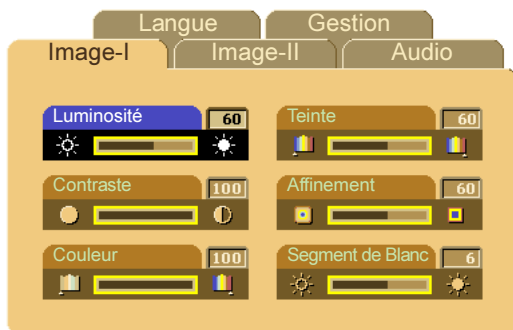 Langue Gestion
Image-I Image-II Audio
Luminosité 60 Teinte 60
Contraste 100 Affinement 60
Couleur 100 Segment de Blanc 6